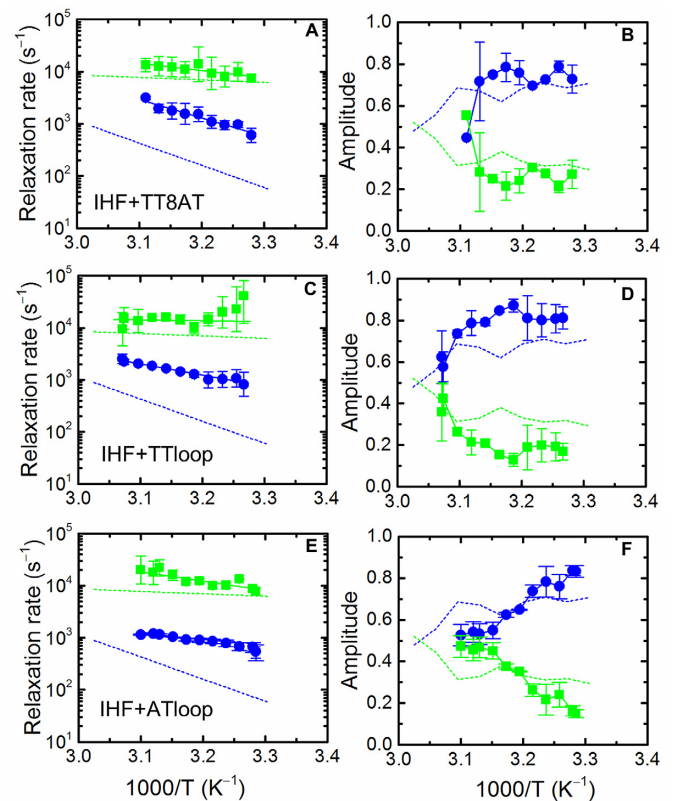 A
10⁵
10⁴
10³
10²
10¹
Relaxation rate (s⁻¹)
IHF+TT8AT
3.0 3.1 3.2 3.3 3.4
B
1.0
0.8
0.6
0.4
0.2
0.0
Amplitude
3.0 3.1 3.2 3.3 3.4
C
10⁵
10⁴
10³
10²
10¹
Relaxation rate (s⁻¹)
IHF+TTloop
3.0 3.1 3.2 3.3 3.4
D
1.0
0.8
0.6
0.4
0.2
0.0
Amplitude
3.0 3.1 3.2 3.3 3.4
E
10⁵
10⁴
10³
10²
10¹
Relaxation rate (s⁻¹)
IHF+ATloop
3.0 3.1 3.2 3.3 3.4
1000/T (K⁻¹)
F
1.0
0.8
0.6
0.4
0.2
0.0
Amplitude
3.0 3.1 3.2 3.3 3.4
1000/T (K⁻¹)